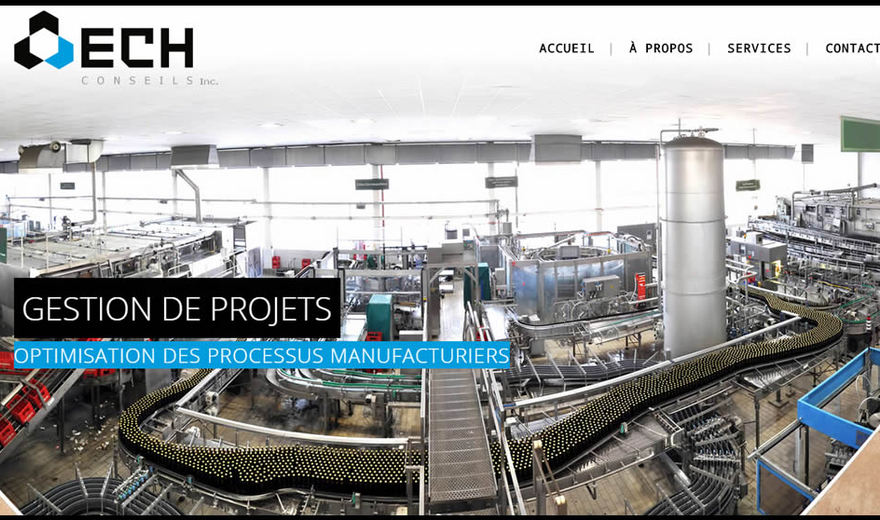 ECH
CONSEILS Inc.
ACCUEIL | À PROPOS | SERVICES | CONTACT
GESTION DE PROJETS
OPTIMISATION DES PROCESSUS MANUFACTURIERS